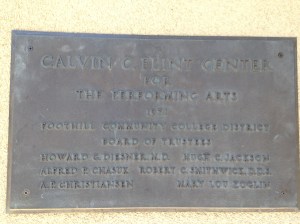 CALVIN C. FLINT CENTER
FOR
THE PERFORMING ARTS
FOOTHILL COMMUNITY COLLEGE DISTRICT
BOARD OF TRUSTEES
HOWARD G. DIESNER, M.D. HUGH C. JACKSON
ALFRED P. CHASUK ROBERT C. SMITHWICK, D.D.S.
A.P. CHRISTIANSEN MARY LOU ZOGLIN